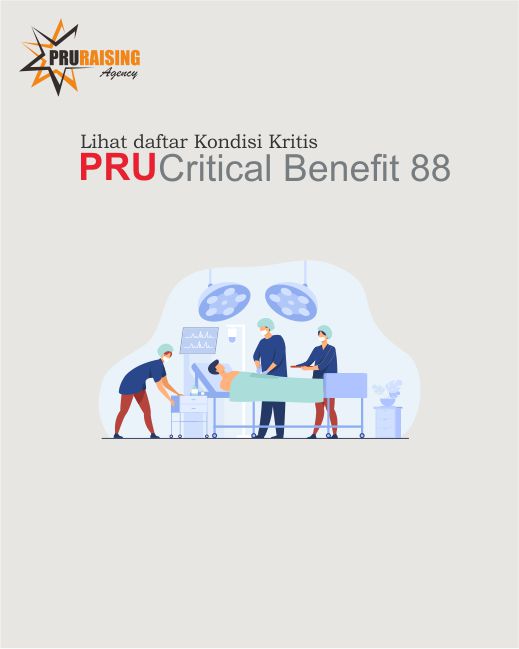 PRURAISING
Agency
Lihat daftar Kondisi Kritis
PRUCritical Benefit 88